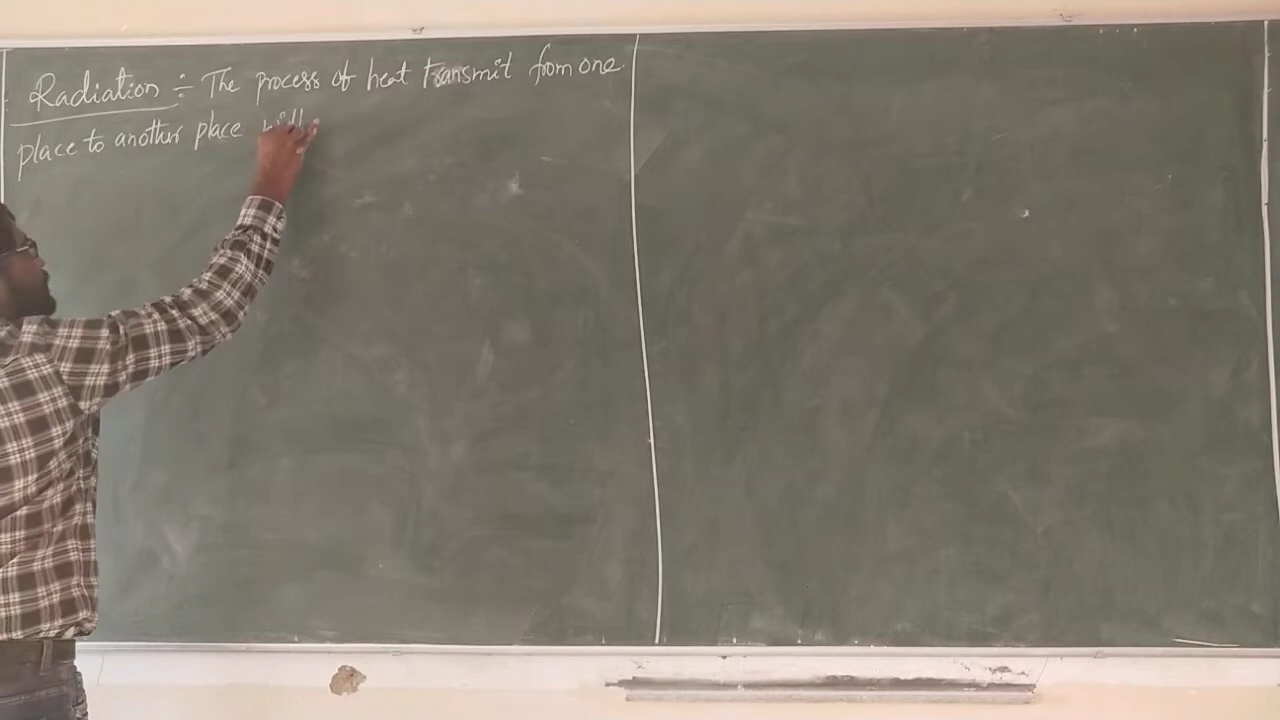 Radiation ÷ The process of heat transmit from one
place to another place